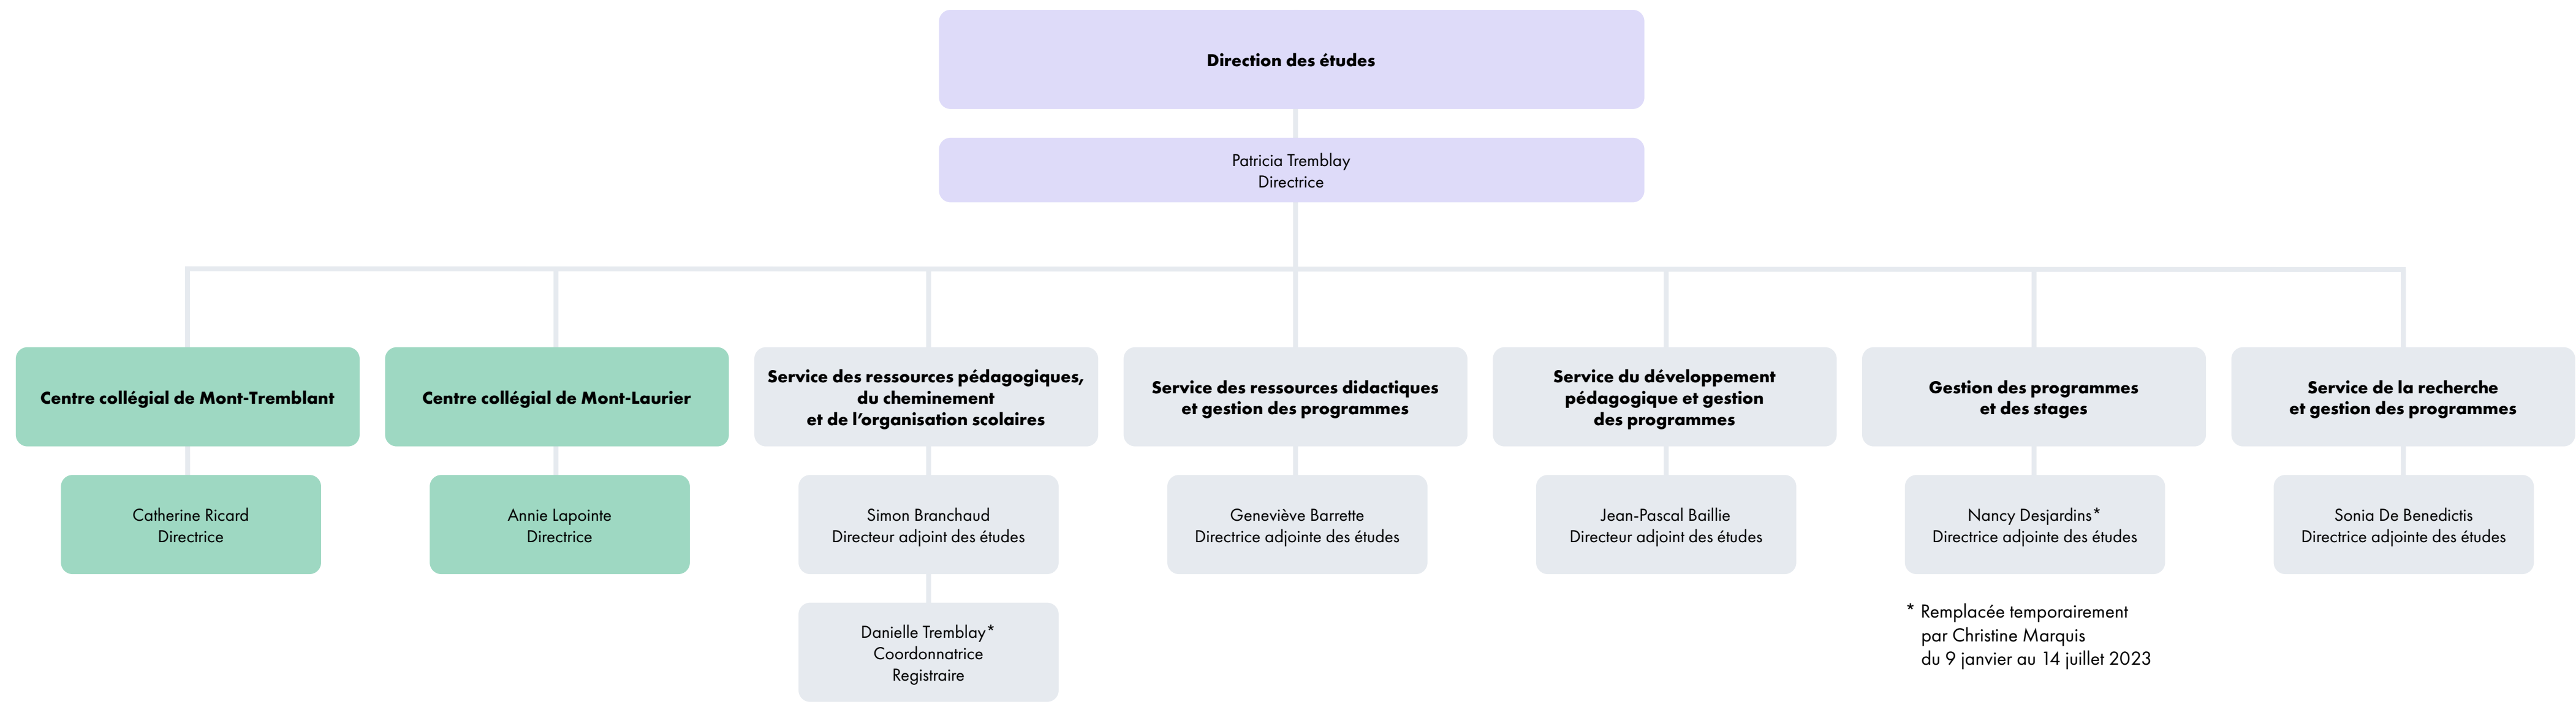 Direction des études
Patricia Tremblay
Directrice
Centre collégial de Mont-Tremblant
Catherine Ricard
Directrice
Centre collégial de Mont-Laurier
Annie Lapointe
Directrice
Service des ressources pédagogiques,
du cheminement
et de l’organisation scolaires
Simon Branchaud
Directeur adjoint des études
Danielle Tremblay*
Coordonnatrice
Registraire
Service des ressources didactiques
et gestion des programmes
Geneviève Barrette
Directrice adjointe des études
Service du développement
pédagogique et gestion
des programmes
Jean-Pascal Baillie
Directeur adjoint des études
Gestion des programmes
et des stages
Nancy Desjardins*
Directrice adjointe des études
* Remplacée temporairement
par Christine Marquis
du 9 janvier au 14 juillet 2023
Service de la recherche
et gestion des programmes
Sonia De Benedictis
Directrice adjointe des études